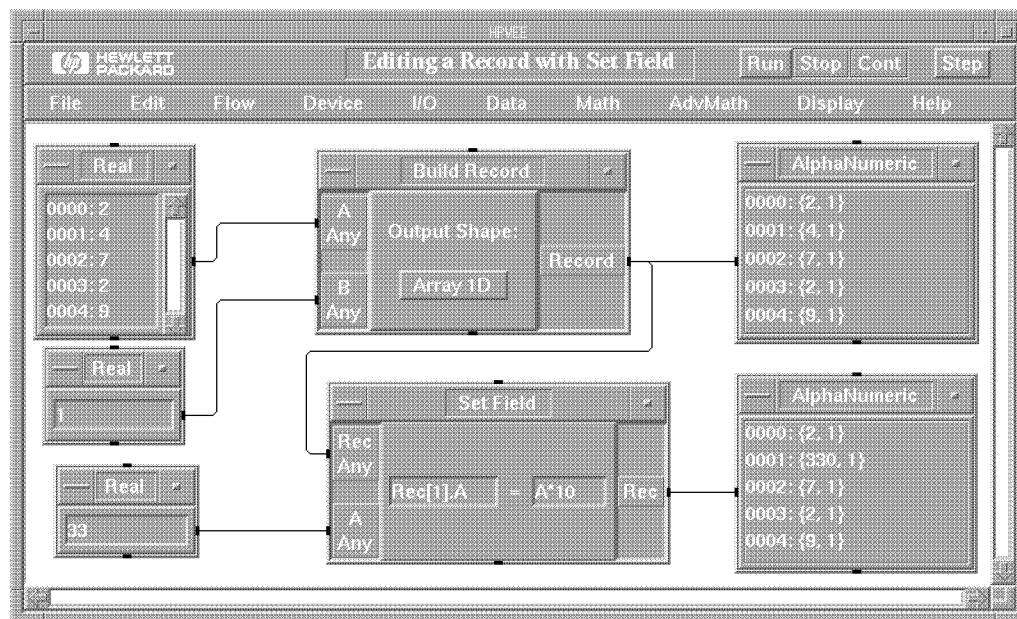 HPVEE
hp HEWLETT PACKARD
Editing a Record with Set Field
Run Stop Cont Step
File Edit Flow Device I/O Data Math AdvMath Display Help
Real
0000: 2
0001: 4
0002: 7
0003: 2
0004: 9
Build Record
A
Any
B
Any
Output Shape:
Array 1D
Record
AlphaNumeric
0000: {2, 1}
0001: {4, 1}
0002: {7, 1}
0003: {2, 1}
0004: {9, 1}
Real
1
Real
33
Set Field
Rec
Any
A
Any
Rec[1].A = A*10
Rec
AlphaNumeric
0000: {2, 1}
0001: {330, 1}
0002: {7, 1}
0003: {2, 1}
0004: {9, 1}